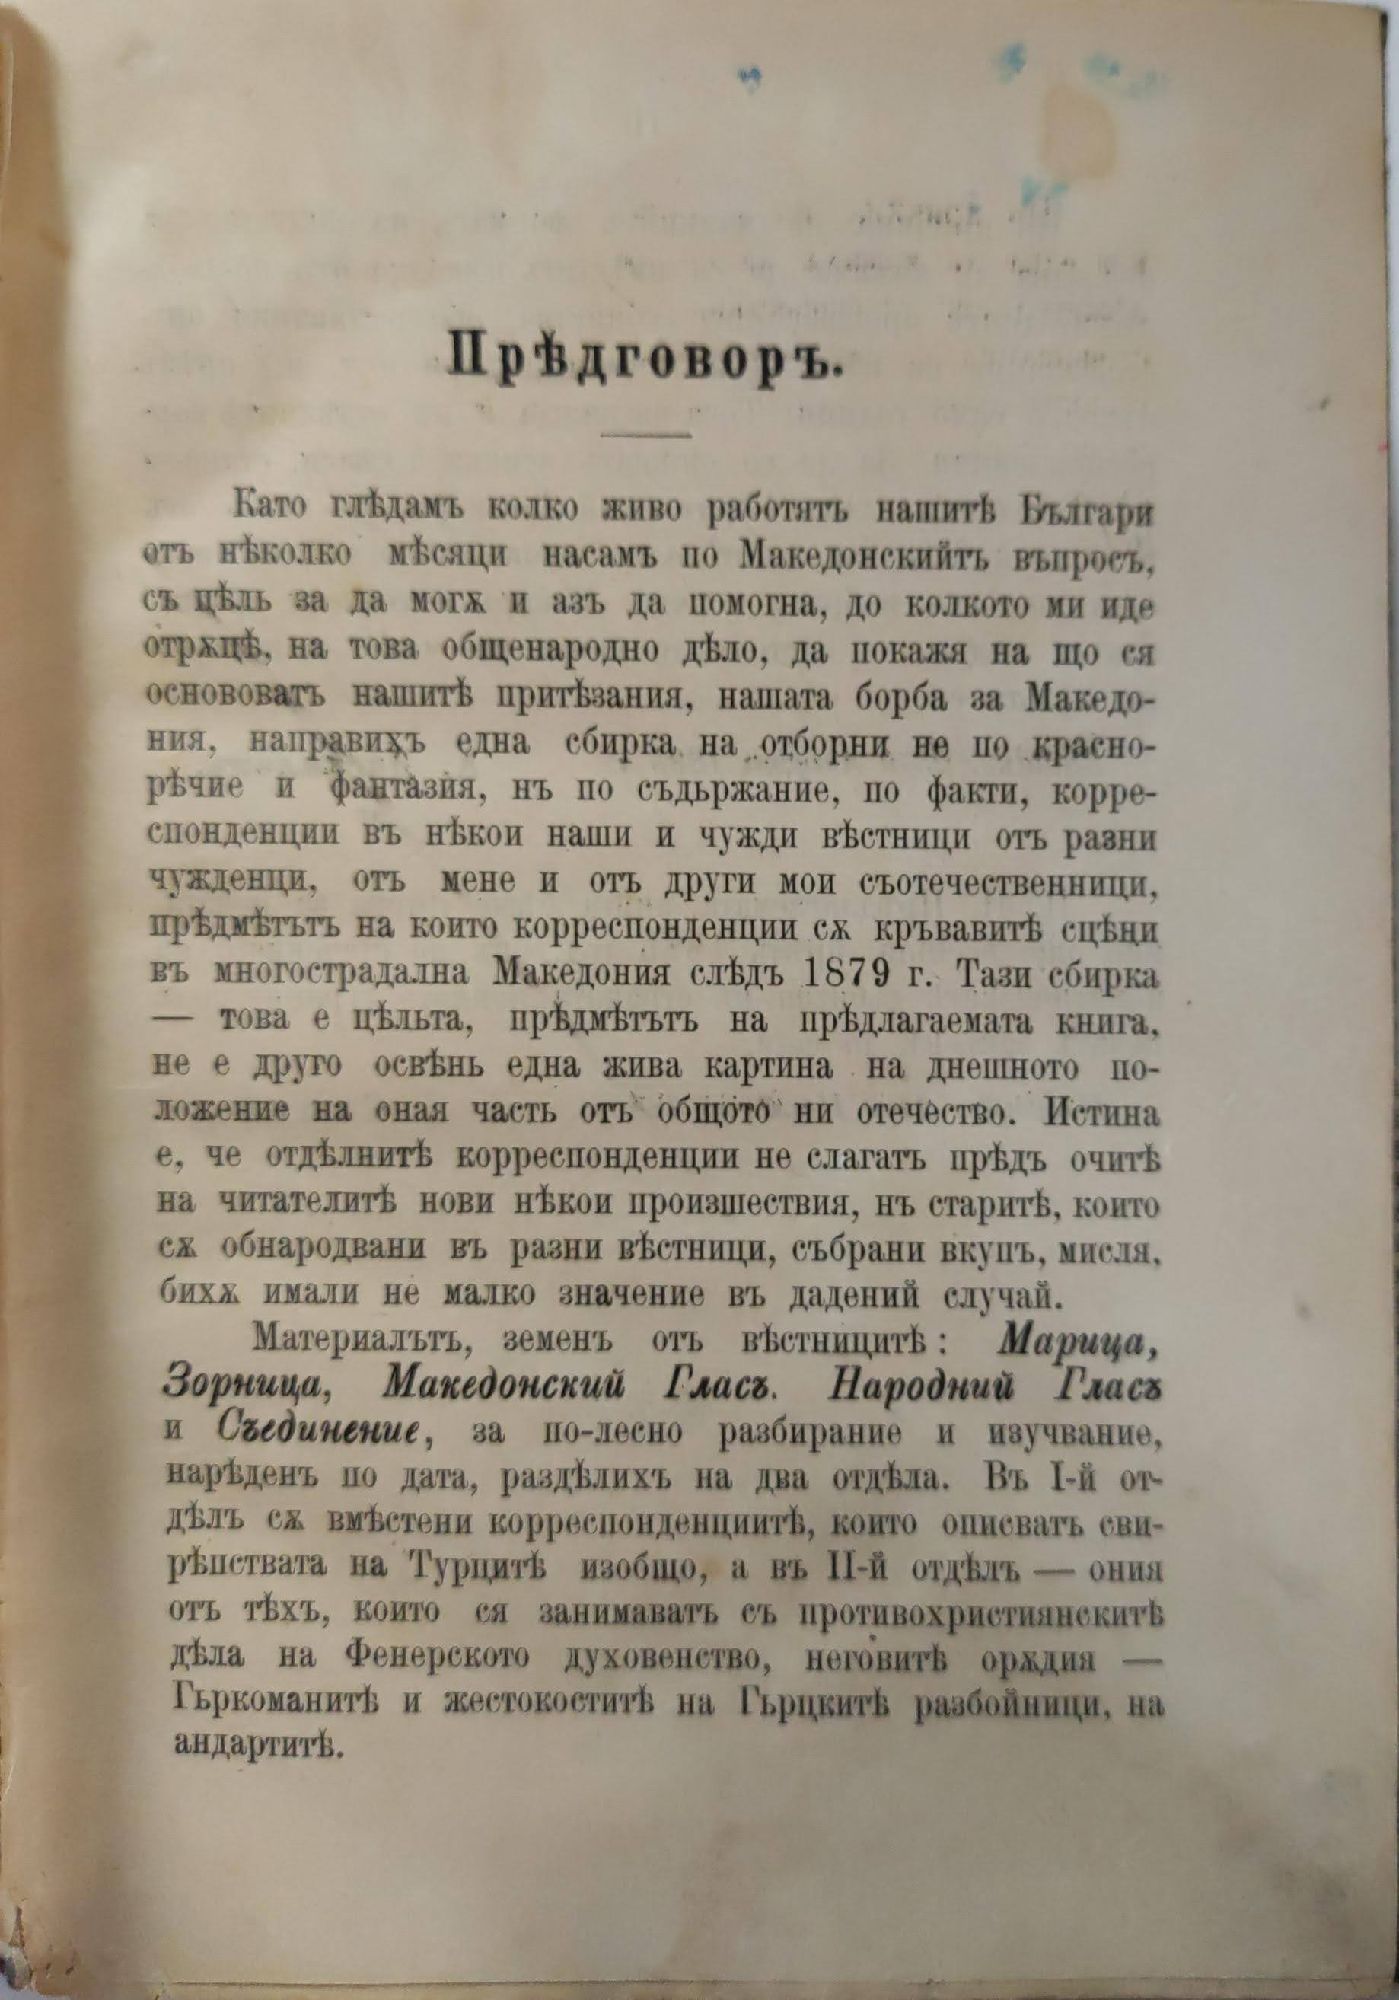 Прѣдговоръ.
Като глѣдамъ колко живо работятъ нашитѣ Българи
отъ нѣколко мѣсяци насамъ по Македонскийтъ въпросъ,
съ цѣль за да могѫ и азъ да помогна, до колкото ми иде
отрѫцѣ, на това общенародно дѣло, да покажя на що ся
основоватъ нашитѣ притѣзания, нашата борба за Македо-
ния, направихъ една сбирка на отборни не по красно-
рѣчие и фантазия, нъ по съдьржание, по факти, корре-
спонденции въ нѣкои наши и чужди вѣстници отъ разни
чужденци, отъ мене и отъ други мои съотечественници,
прѣдмѣтътъ на които корреспонденции сѫ кръвавитѣ сцѣни
въ многострадална Македония слѣдъ 1879 г. Тази сбирка
— това е цѣльта, прѣдмѣтътъ на прѣдлагаемата книга,
не е друго освѣнь една жива картина на днешното по-
ложение на оная часть отъ общото ни отечество. Истина
е, че отдѣлнитѣ корреспонденции не слагатъ прѣдъ очитѣ
на читателитѣ нови нѣкои произшествия, нъ старитѣ, които
сѫ обнародвани въ разни вѣстници, събрани вкупъ, мисля,
бихѫ имали не малко значение въ дадений случай.
Материалътъ, земенъ отъ вѣстницитѣ: Марица,
Зорница, Македонский Гласъ. Народний Гласъ
и Съединение, за по-лесно разбирание и изучвание,
нарѣденъ по дата, раздѣлихъ на два отдѣла. Въ I-й от-
дѣлъ сѫ вмѣстени корреспонденциитѣ, които описватъ сви-
рѣпствата на Турцитѣ изобщо, а въ II-й отдѣлъ — ония
отъ тѣхъ, които ся заниматъ съ противохристиянскитѣ
дѣла на Фенерското духовенство, неговитѣ орѫдия —
Гъркоманитѣ и жестокоститѣ на Гърцкитѣ разбойници, на
андартитѣ.